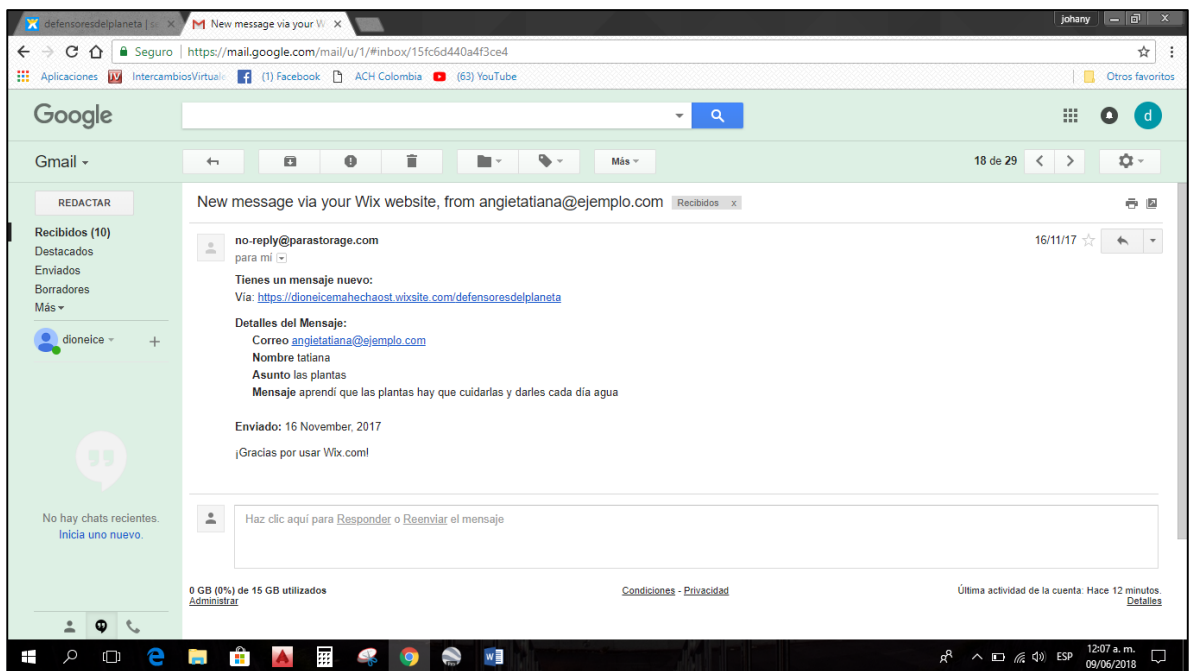 defensoresdelplaneta | s
New message via your W
johany
Seguro | https://mail.google.com/mail/u/1/#inbox/15fc6d440a4f3ce4
Aplicaciones IntercambiosVirtuale (1) Facebook ACH Colombia (63) YouTube Otros favoritos
Google
d
Gmail
Más
18 de 29
REDACTAR
New message via your Wix website, from angietatiana@ejemplo.com Recibidos x
Recibidos (10)
Destacados
Enviados
Borradores
Más
dioneice
no-reply@parastorage.com
16/11/17
para mí
Tienes un mensaje nuevo:
Vía: https://dioneicemahechaost.wixsite.com/defensoresdelplaneta
Detalles del Mensaje:
Correo angietatiana@ejemplo.com
Nombre tatiana
Asunto las plantas
Mensaje aprendí que las plantas hay que cuidarlas y darles cada día agua
Enviado: 16 November, 2017
¡Gracias por usar Wix.com!
No hay chats recientes.
Inicia uno nuevo.
Haz clic aquí para Responder o Reenviar el mensaje
0 GB (0%) de 15 GB utilizados
Administrar
Condiciones - Privacidad
Última actividad de la cuenta: Hace 12 minutos.
Detalles
ESP
12:07 a. m.
09/06/2018